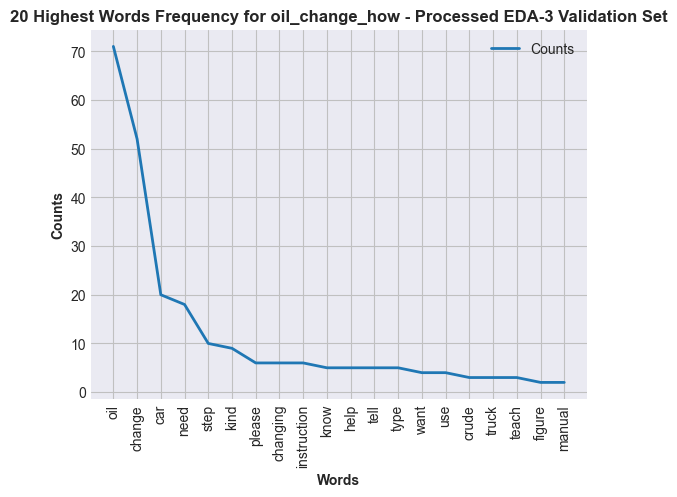 20 Highest Words Frequency for oil_change_how - Processed EDA-3 Validation Set
Counts
70
60
50
40
30
20
10
0
Counts
oil
change
car
need
step
kind
please
changing
instruction
know
help
tell
type
want
use
crude
truck
teach
figure
manual
Words